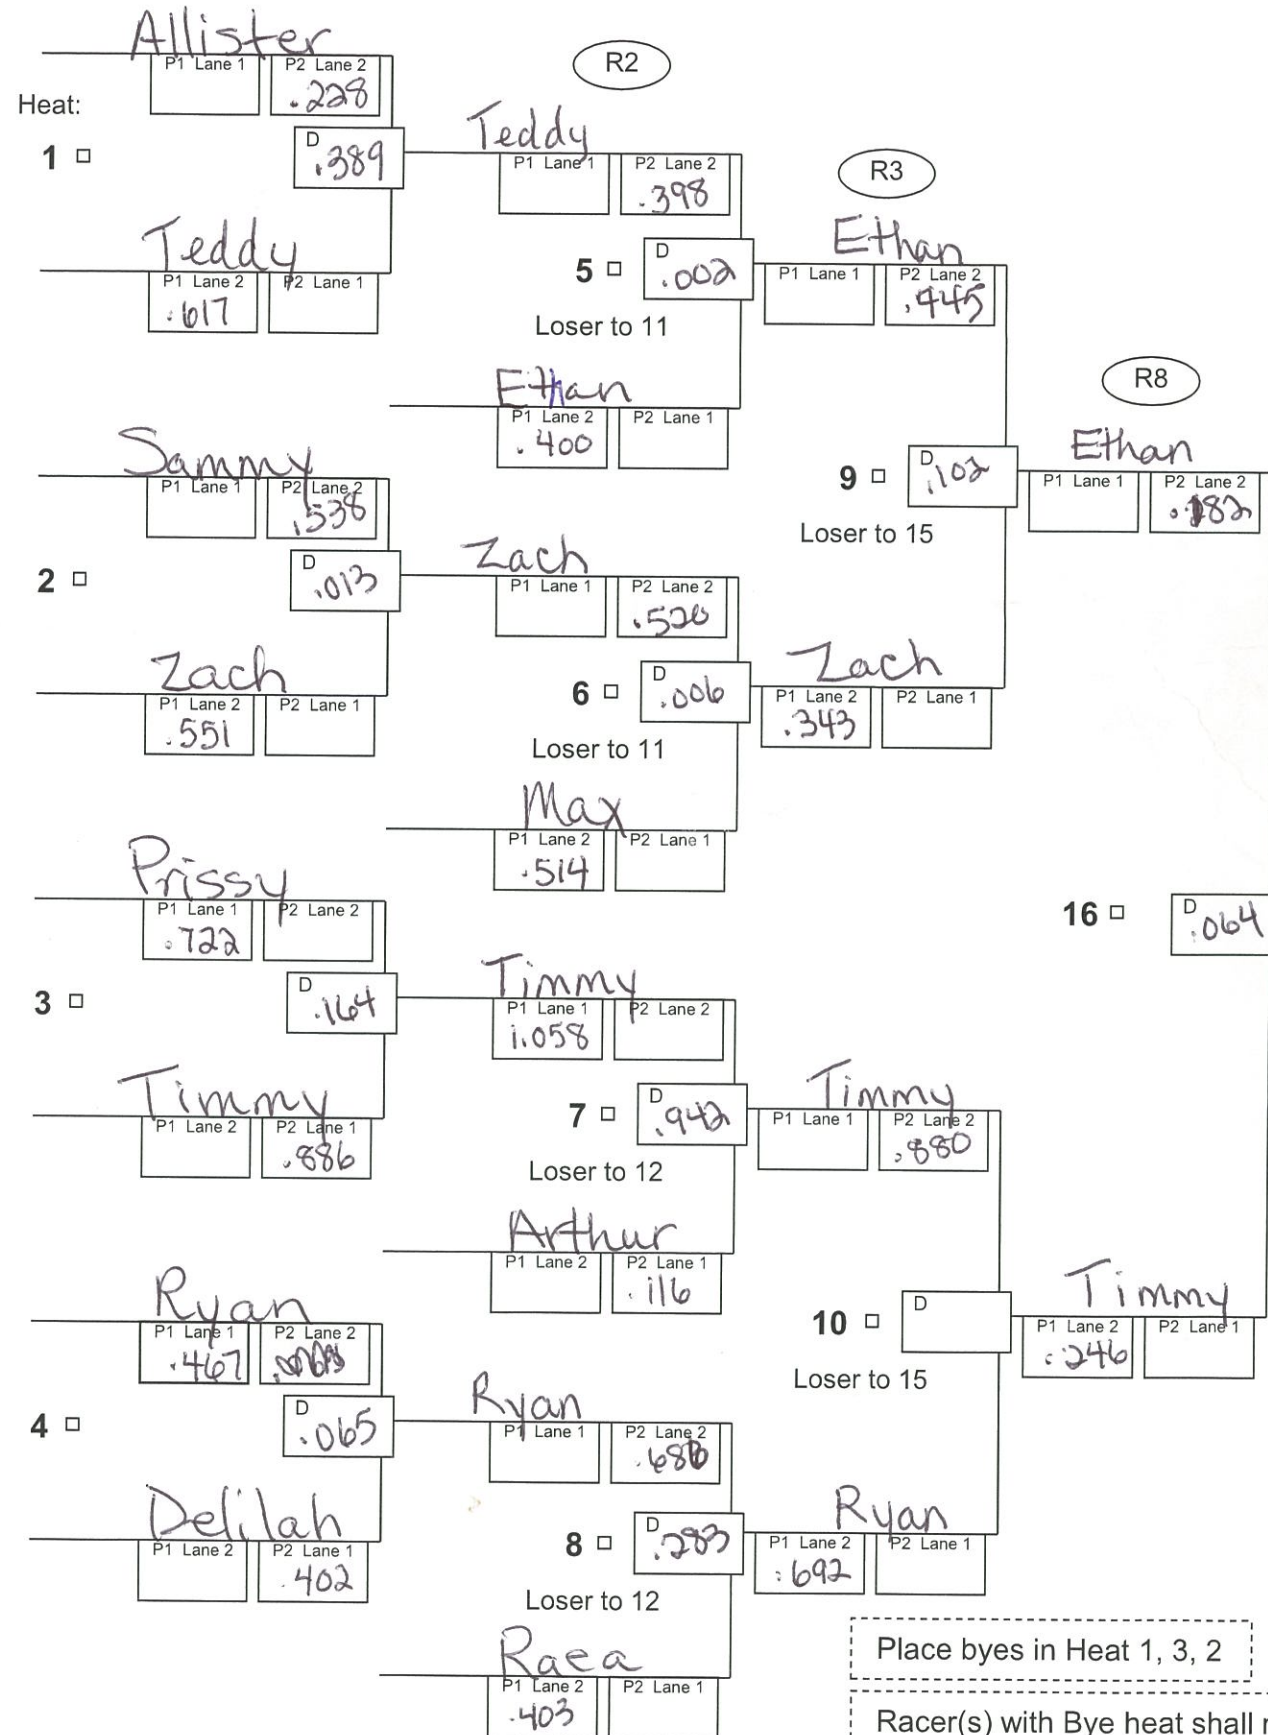 Allister
P1 Lane 1 P2 Lane 2
.228
R2
Heat:
1 D .389
Teddy
P1 Lane 1 P2 Lane 2
.398
R3
Teddy
P1 Lane 2 P2 Lane 1
.617
5 D .002
Loser to 11
Ethan
P1 Lane 1 P2 Lane 2
.445
Ethan
P1 Lane 2 P2 Lane 1
.400
R8
Sammy
P1 Lane 1 P2 Lane 2
.538
9 D .102
Loser to 15
Ethan
P1 Lane 1 P2 Lane 2
.182
2 D .013
Zach
P1 Lane 1 P2 Lane 2
.520
Zach
P1 Lane 2 P2 Lane 1
.551
6 D .006
Loser to 11
Zach
P1 Lane 2 P2 Lane 1
.343
Max
P1 Lane 2 P2 Lane 1
.514
Prissy
P1 Lane 1 P2 Lane 2
.722
16 D .064
3 D .164
Timmy
P1 Lane 1 P2 Lane 2
1.058
Timmy
P1 Lane 2 P2 Lane 1
.886
7 D .942
Loser to 12
Timmy
P1 Lane 1 P2 Lane 2
.880
Arthur
P1 Lane 2 P2 Lane 1
.116
Ryan
P1 Lane 1 P2 Lane 2
.467
10 D
Loser to 15
Timmy
P1 Lane 2 P2 Lane 1
.246
4 D .065
Ryan
P1 Lane 1 P2 Lane 2
.686
Delilah
P1 Lane 2 P2 Lane 1
.402
8 D .283
Loser to 12
Ryan
P1 Lane 2 P2 Lane 1
.692
Raea
P1 Lane 2 P2 Lane 1
.403
Place byes in Heat 1, 3, 2
Racer(s) with Bye heat shall